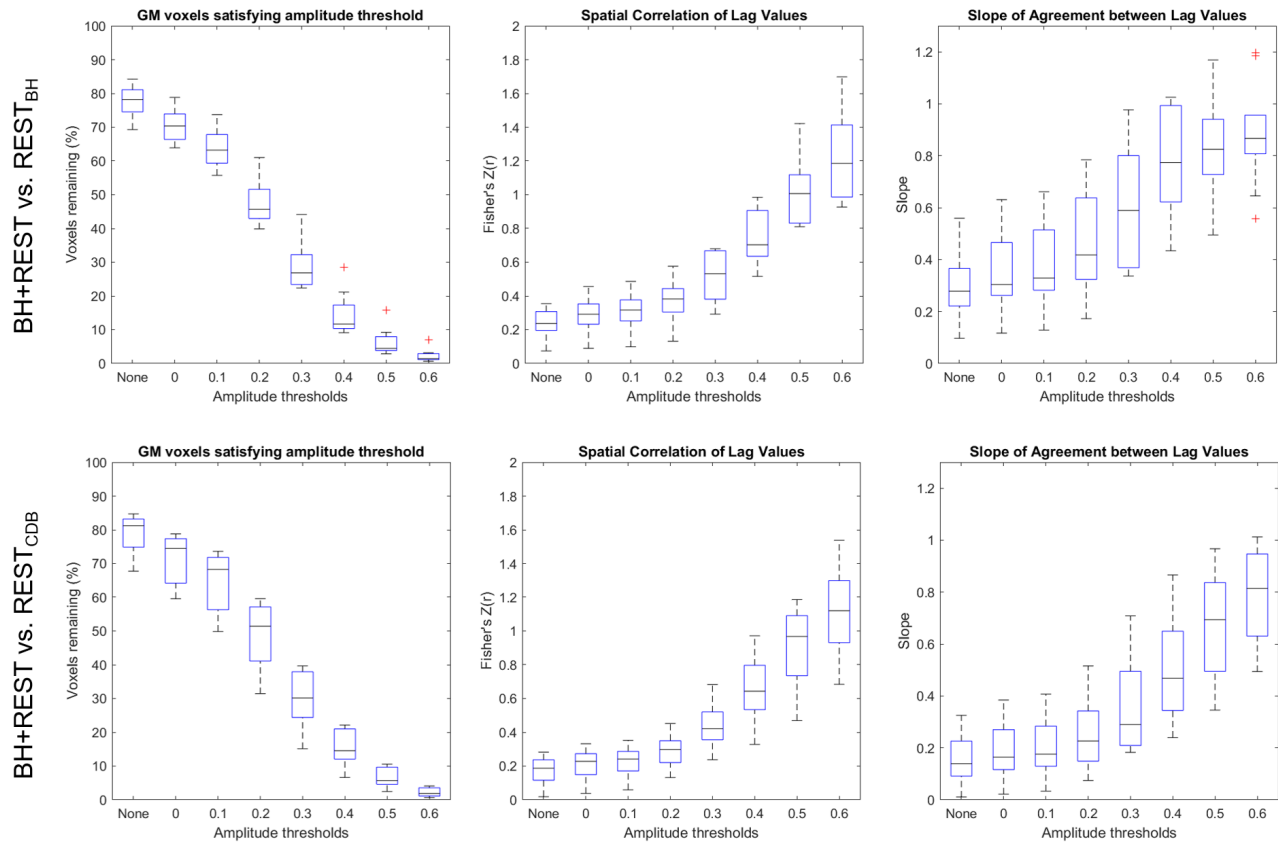 BH+REST vs. REST_BH
GM voxels satisfying amplitude threshold
Voxels remaining (%)
100
90
80
70
60
50
40
30
20
10
0
None 0 0.1 0.2 0.3 0.4 0.5 0.6
Amplitude thresholds
Spatial Correlation of Lag Values
Fisher's Z(r)
2
1.8
1.6
1.4
1.2
1
0.8
0.6
0.4
0.2
0
None 0 0.1 0.2 0.3 0.4 0.5 0.6
Amplitude thresholds
Slope of Agreement between Lag Values
Slope
1.2
1
0.8
0.6
0.4
0.2
0
None 0 0.1 0.2 0.3 0.4 0.5 0.6
Amplitude thresholds
BH+REST vs. REST_CDB
GM voxels satisfying amplitude threshold
Voxels remaining (%)
100
90
80
70
60
50
40
30
20
10
0
None 0 0.1 0.2 0.3 0.4 0.5 0.6
Amplitude thresholds
Spatial Correlation of Lag Values
Fisher's Z(r)
2
1.8
1.6
1.4
1.2
1
0.8
0.6
0.4
0.2
0
None 0 0.1 0.2 0.3 0.4 0.5 0.6
Amplitude thresholds
Slope of Agreement between Lag Values
Slope
1.2
1
0.8
0.6
0.4
0.2
0
None 0 0.1 0.2 0.3 0.4 0.5 0.6
Amplitude thresholds